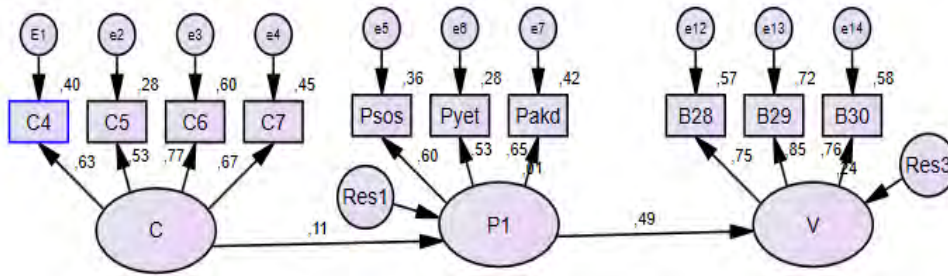 E1 e2 e3 e4 e5 e6 e7 e12 e13 e14
,40 ,28 ,60 ,45 ,36 ,28 ,42 ,57 ,72 ,58
C4 C5 C6 C7 Psos Pyet Pakd B28 B29 B30
,63 ,53 ,77 ,67 ,60 ,53 ,65 ,75 ,85 ,76
,01 ,24
Res1 Res3
C P1 V
,11 ,49